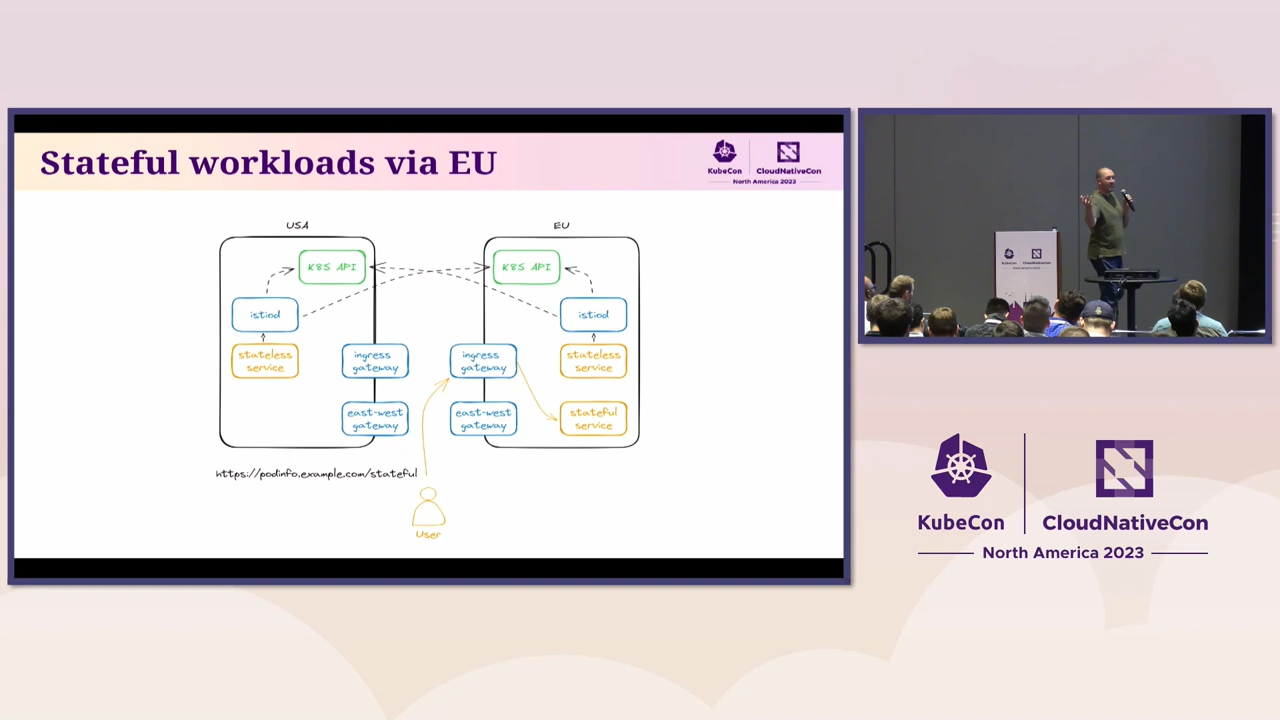 Stateful workloads via EU
KubeCon
CloudNativeCon
North America 2023
USA
EU
K8S API
K8S API
istiod
istiod
stateless
service
ingress
gateway
ingress
gateway
stateless
service
east-west
gateway
east-west
gateway
stateful
service
https://podinfo.example.com/stateful
User
KubeCon
CloudNativeCon
North America 2023